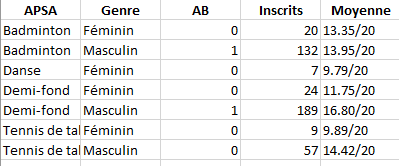 APSA Genre AB Inscrits Moyenne
Badminton Féminin 0 20 13.35/20
Badminton Masculin 1 132 13.95/20
Danse Féminin 0 7 9.79/20
Demi-fond Féminin 0 24 11.75/20
Demi-fond Masculin 1 189 16.80/20
Tennis de tal Féminin 0 9 9.89/20
Tennis de tal Masculin 0 57 14.42/20